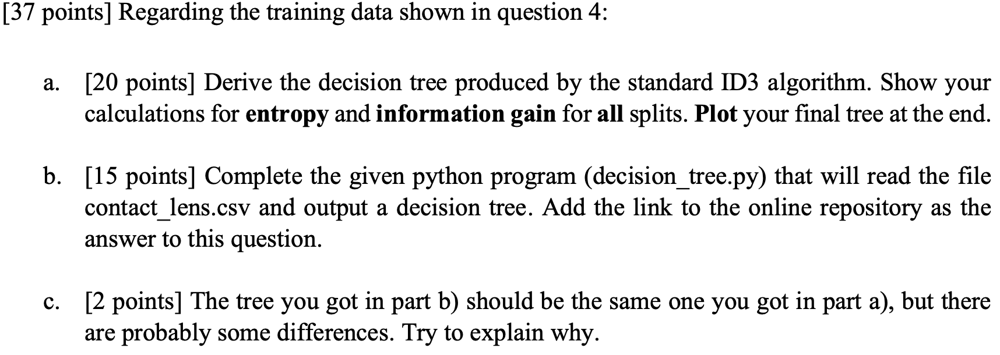 [37 points] Regarding the training data shown in question 4:
a. [20 points] Derive the decision tree produced by the standard ID3 algorithm. Show your
calculations for entropy and information gain for all splits. Plot your final tree at the end.
b. [15 points] Complete the given python program (decision_tree.py) that will read the file
contact_lens.csv and output a decision tree. Add the link to the online repository as the
answer to this question.
c. [2 points] The tree you got in part b) should be the same one you got in part a), but there
are probably some differences. Try to explain why.